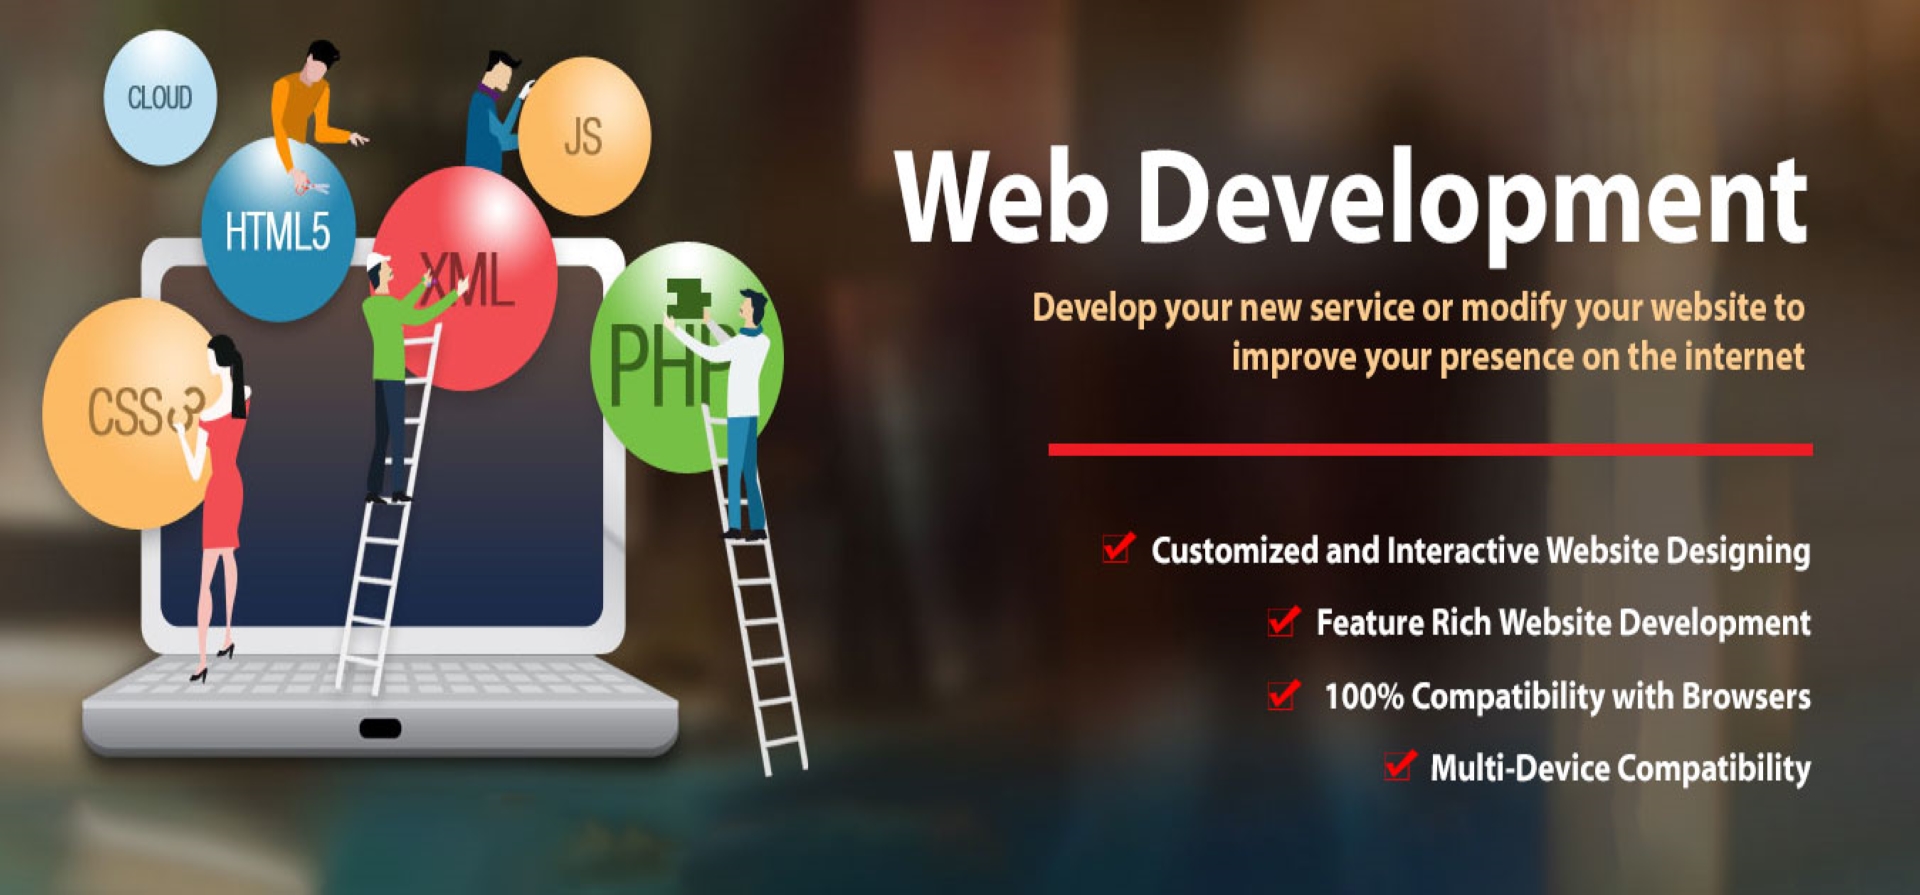 CLOUD
JS
HTML5
XML
PHP
CSS3
Web Development
Develop your new service or modify your website to
improve your presence on the internet
Customized and Interactive Website Designing
Feature Rich Website Development
100% Compatibility with Browsers
Multi-Device Compatibility